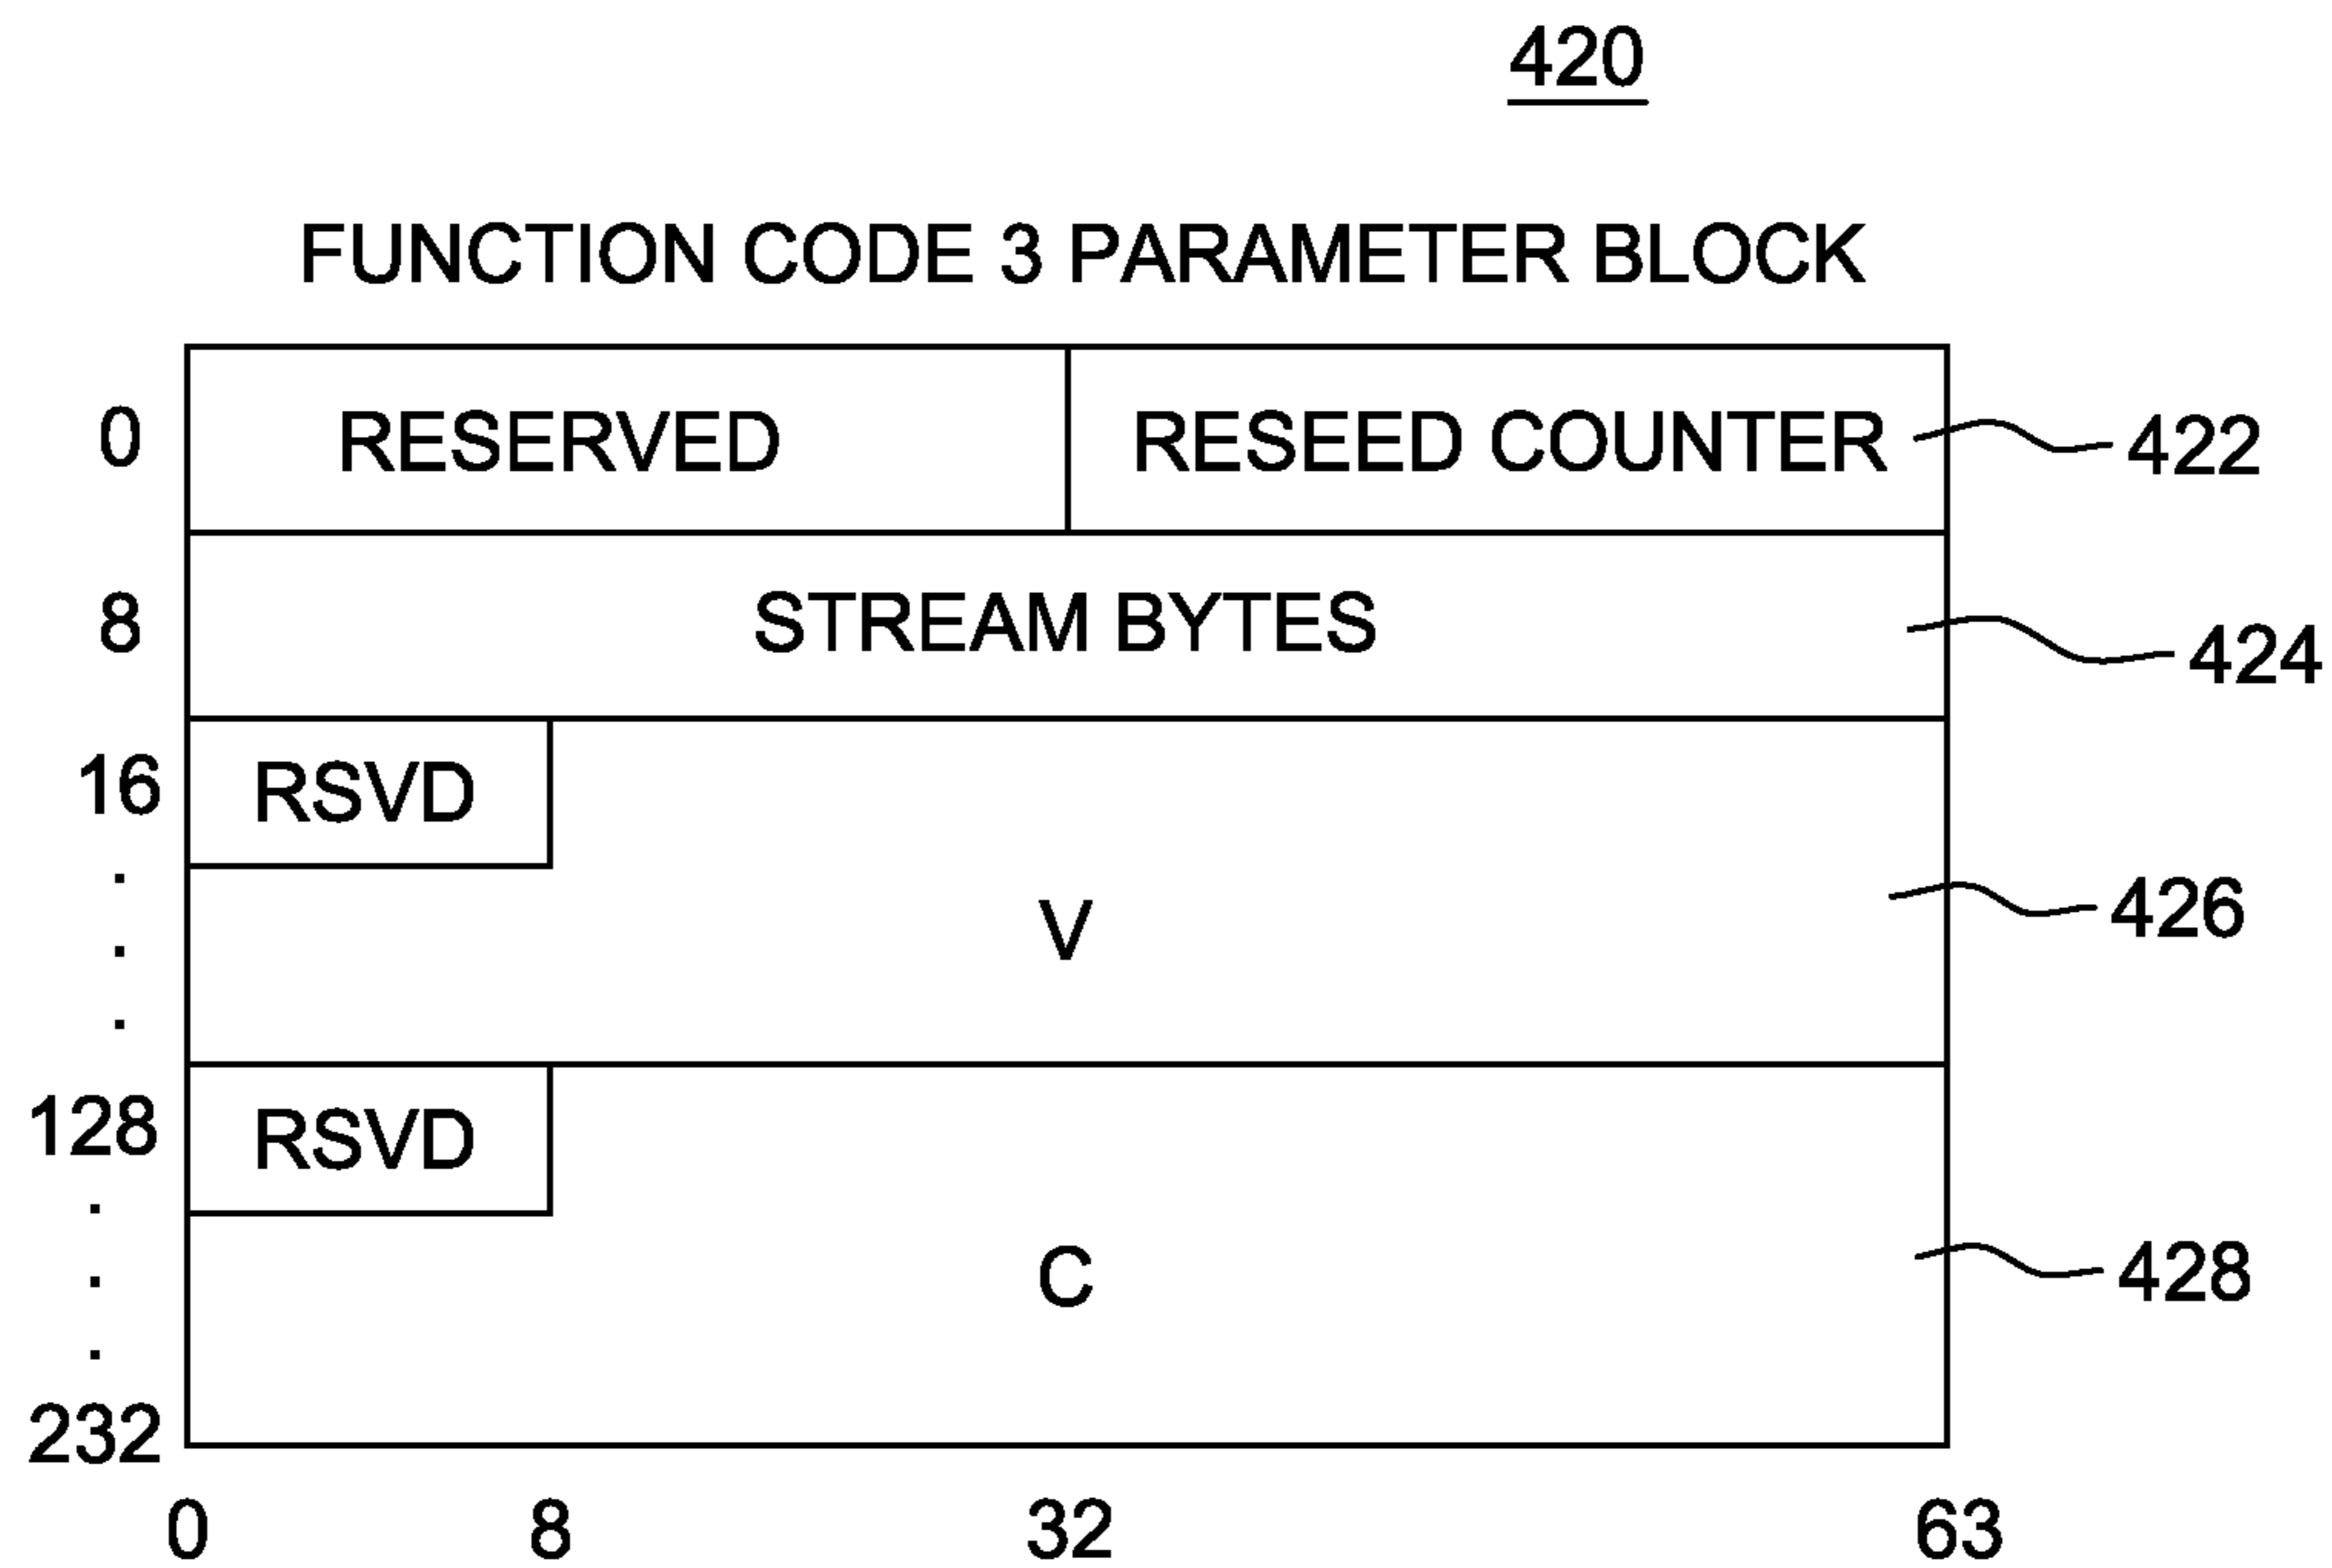 420
FUNCTION CODE 3 PARAMETER BLOCK
0 RESERVED RESEED COUNTER 422
8 STREAM BYTES 424
16 RSVD
V 426
128 RSVD
C 428
232
0 8 32 63